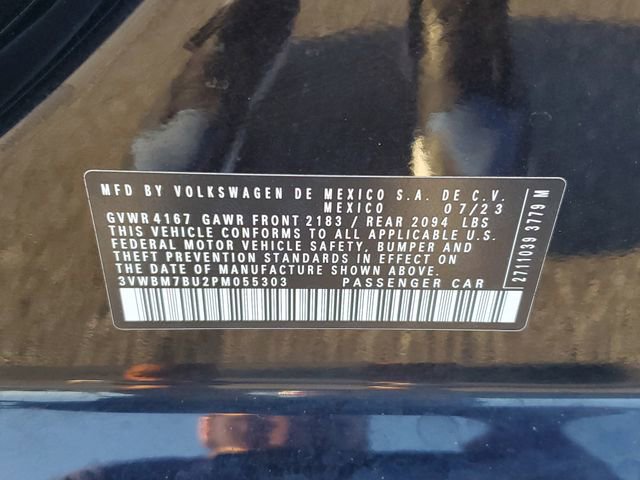 MFD BY VOLKSWAGEN DE MEXICO S.A. DE C.V.
MEXICO 07/23
GVWR 4167 GAWR FRONT 2183 / REAR 2094 LBS
THIS VEHICLE CONFORMS TO ALL APPLICABLE U.S.
FEDERAL MOTOR VEHICLE SAFETY, BUMPER AND
THEFT PREVENTION STANDARDS IN EFFECT ON THE
DATE OF MANUFACTURE SHOWN ABOVE.
3VWBM7BU2PM055303 PASSENGER CAR
2711039 3779 M